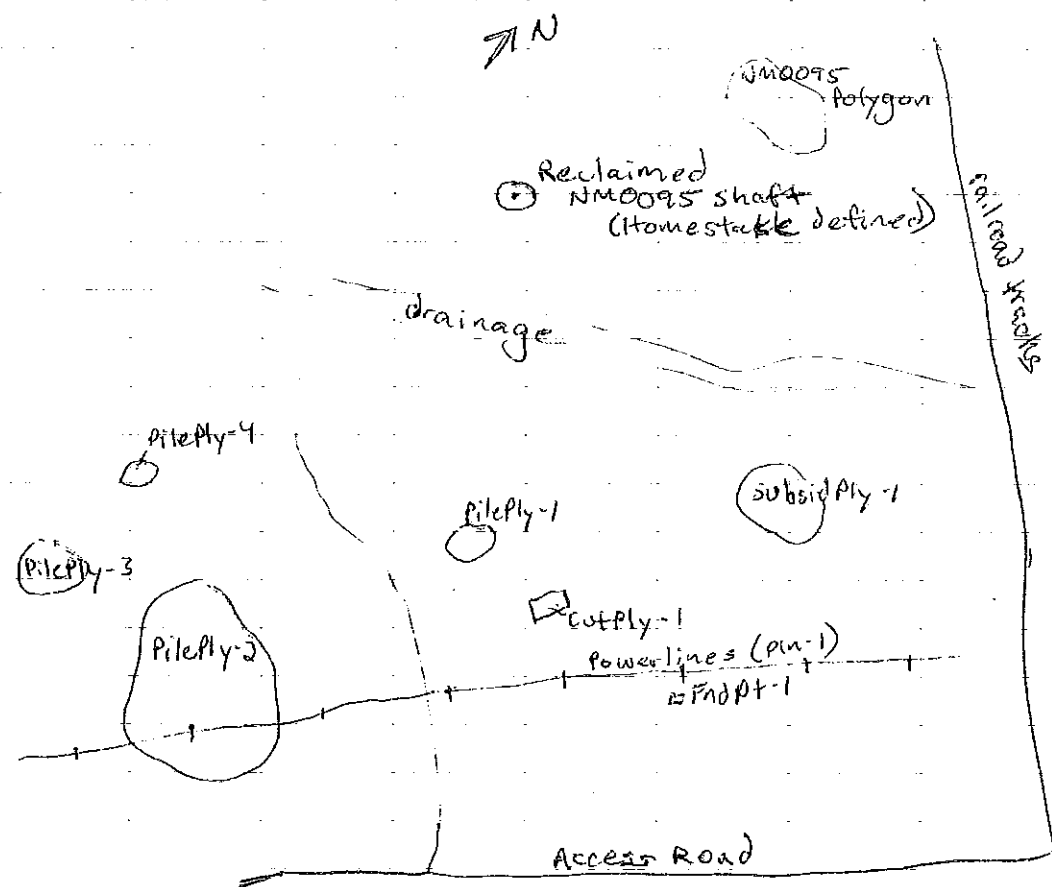 N
NM0095
Polygon
Reclaimed
NM0095 shaft
(Homestake defined)
railroad tracks
drainage
PilePly-4
PilePly-1
SubsidPly-1
PilePly-3
CutPly-1
PilePly-2
Powerlines (pln-1)
FndPt-1
Access Road